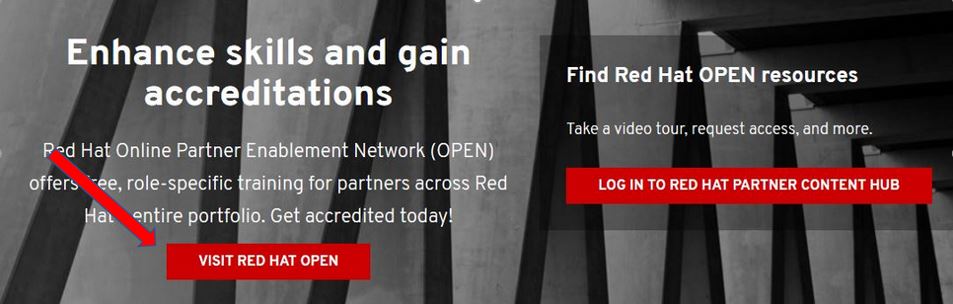 Enhance skills and gain
accreditations
Red Hat Online Partner Enablement Network (OPEN)
offers free, role-specific training for partners across Red
Hat entire portfolio. Get accredited today!
VISIT RED HAT OPEN
Find Red Hat OPEN resources
Take a video tour, request access, and more.
LOG IN TO RED HAT PARTNER CONTENT HUB